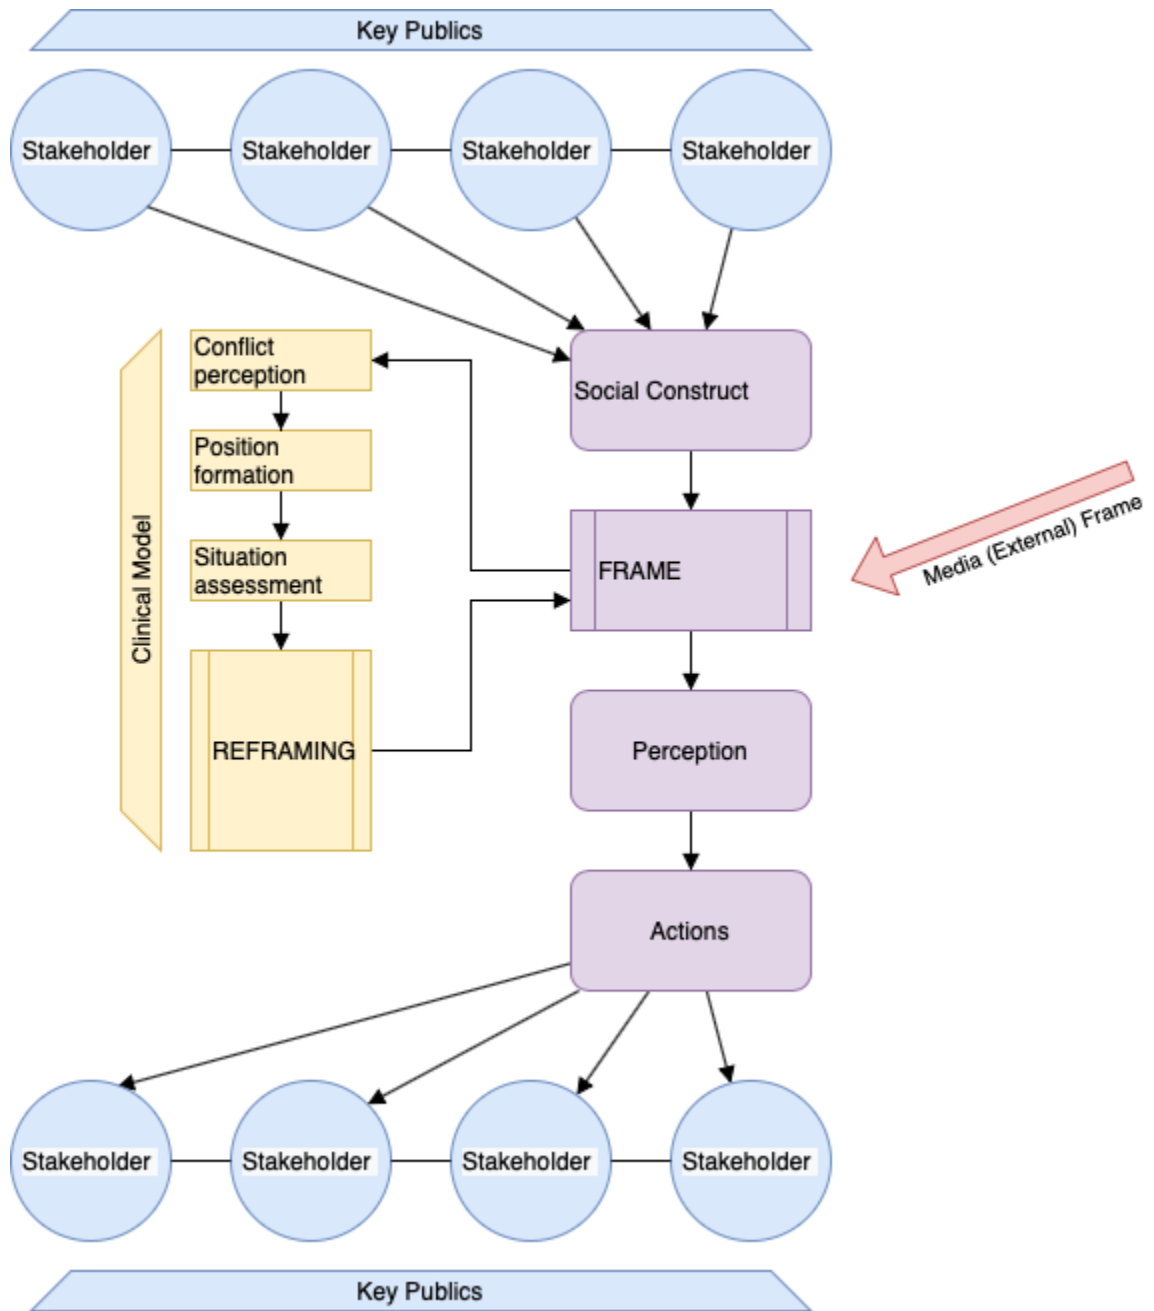 Key Publics
Stakeholder
Stakeholder
Stakeholder
Stakeholder
Conflict
perception
Social Construct
Position
formation
Media (External) Frame
Clinical Model
Situation
assessment
FRAME
REFRAMING
Perception
Actions
Stakeholder
Stakeholder
Stakeholder
Stakeholder
Key Publics